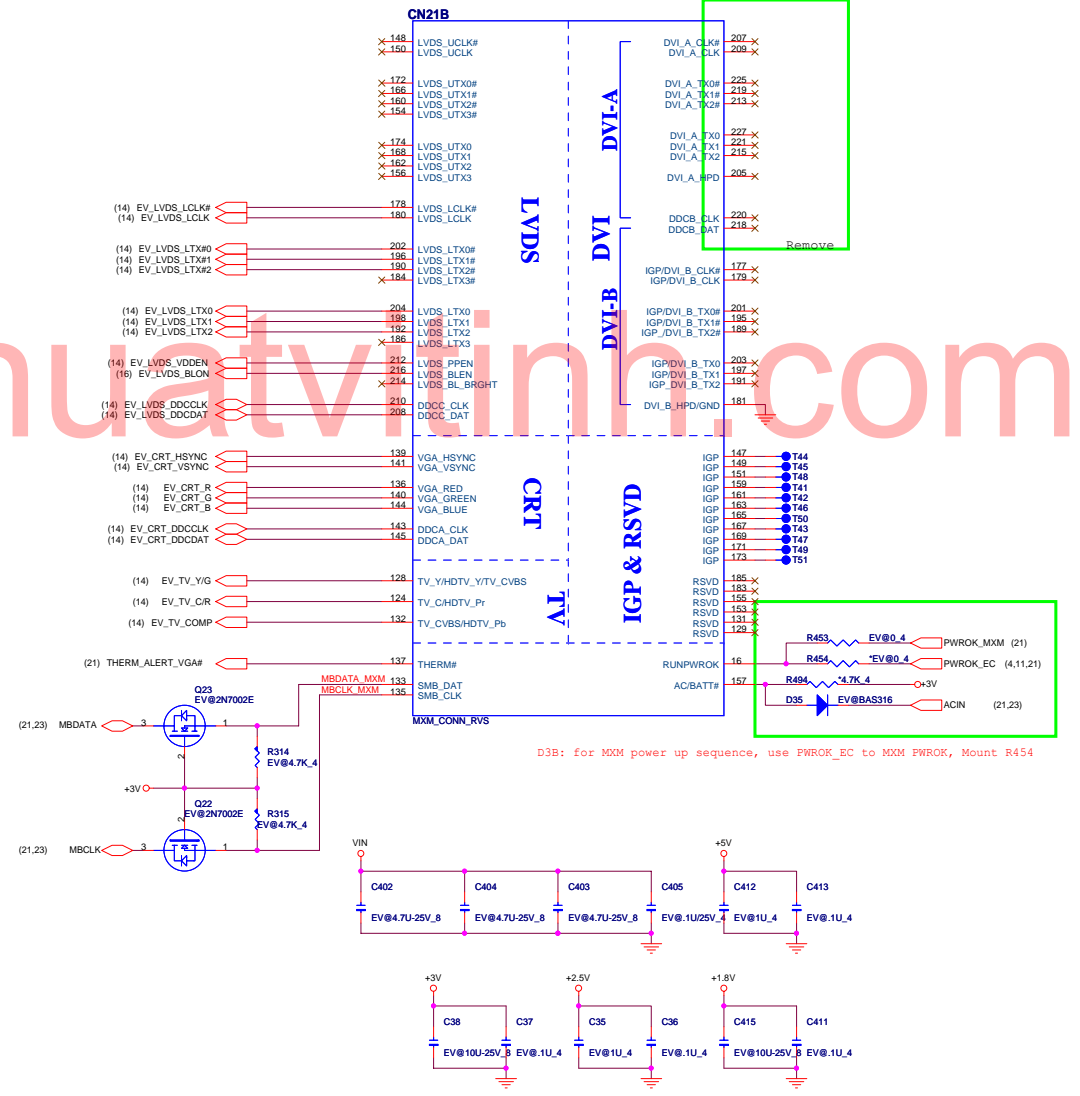 CN21B
148 LVDS_UCLK#
150 LVDS_UCLK
172 LVDS_UTX0#
166 LVDS_UTX1#
160 LVDS_UTX2#
154 LVDS_UTX3#
174 LVDS_UTX0
168 LVDS_UTX1
162 LVDS_UTX2
156 LVDS_UTX3
(14) EV_LVDS_LCLK# 178 LVDS_LCLK#
(14) EV_LVDS_LCLK 180 LVDS_LCLK
(14) EV_LVDS_LTX#0 202 LVDS_LTX0#
(14) EV_LVDS_LTX#1 196 LVDS_LTX1#
(14) EV_LVDS_LTX#2 190 LVDS_LTX2#
184 LVDS_LTX3#
(14) EV_LVDS_LTX0 204 LVDS_LTX0
(14) EV_LVDS_LTX1 198 LVDS_LTX1
(14) EV_LVDS_LTX2 192 LVDS_LTX2
186 LVDS_LTX3
(14) EV_LVDS_VDDEN 212 LVDS_PPEN
(16) EV_LVDS_BLON 216 LVDS_BLEN
214 LVDS_BL_BRGHT
(14) EV_LVDS_DDCCLK 210 DDCC_CLK
(14) EV_LVDS_DDCDAT 208 DDCC_DAT
LVDS
DVI_A_CLK# 207
DVI_A_CLK 209
DVI_A_TX0# 225
DVI_A_TX1# 219
DVI_A_TX2# 213
DVI_A_TX0 227
DVI_A_TX1 221
DVI_A_TX2 215
DVI_A_HPD 205
DDCB_CLK 220
DDCB_DAT 218
Remove
DVI-A
DVI
DVI-B
IGP/DVI_B_CLK# 177
IGP/DVI_B_CLK 179
IGP/DVI_B_TX0# 201
IGP/DVI_B_TX1# 195
IGP_/DVI_B_TX2# 189
IGP/DVI_B_TX0 203
IGP/DVI_B_TX1 197
IGP_DVI_B_TX2 191
DVI_B_HPD/GND 181
huatvitinh.com
(14) EV_CRT_HSYNC 139 VGA_HSYNC
(14) EV_CRT_VSYNC 141 VGA_VSYNC
(14) EV_CRT_R 136 VGA_RED
(14) EV_CRT_G 140 VGA_GREEN
(14) EV_CRT_B 144 VGA_BLUE
(14) EV_CRT_DDCCLK 143 DDCA_CLK
(14) EV_CRT_DDCDAT 145 DDCA_DAT
CRT
IGP & RSVD
IGP 147 T44
IGP 149 T45
IGP 151 T48
IGP 159 T41
IGP 161 T42
IGP 163 T46
IGP 165 T50
IGP 167 T43
IGP 169 T47
IGP 171 T49
IGP 173 T51
(14) EV_TV_Y/G 128 TV_Y/HDTV_Y/TV_CVBS
(14) EV_TV_C/R 124 TV_C/HDTV_Pr
(14) EV_TV_COMP 132 TV_CVBS/HDTV_Pb
TV
RSVD 185
RSVD 183
RSVD 155
RSVD 153
RSVD 131
RSVD 129
(21) THERM_ALERT_VGA# 137 THERM#
MBDATA_MXM 133 SMB_DAT
MBCLK_MXM 135 SMB_CLK
RUNPWROK 16
AC/BATT# 157
R453 EV@0_4 PWROK_MXM (21)
R454 *EV@0_4 PWROK_EC (4,11,21)
R494 *4.7K_4 +3V
D35 EV@BAS316 ACIN (21,23)
MXM_CONN_RVS
D3B: for MXM power up sequence, use PWROK_EC to MXM PWROK, Mount R454
Q23
EV@2N7002E
(21,23) MBDATA 3 1
2
R314
EV@4.7K_4
+3V
Q22
EV@2N7002E
2
R315
EV@4.7K_4
(21,23) MBCLK 3 1
VIN
C402 C404 C403 C405
EV@4.7U-25V_8 EV@4.7U-25V_8 EV@4.7U-25V_8 EV@.1U/25V_4
+5V
C412 C413
EV@1U_4 EV@.1U_4
+3V
C38 C37
EV@10U-25V_8 EV@.1U_4
+2.5V
C35 C36
EV@1U_4 EV@.1U_4
+1.8V
C415 C411
EV@10U-25V_8 EV@.1U_4